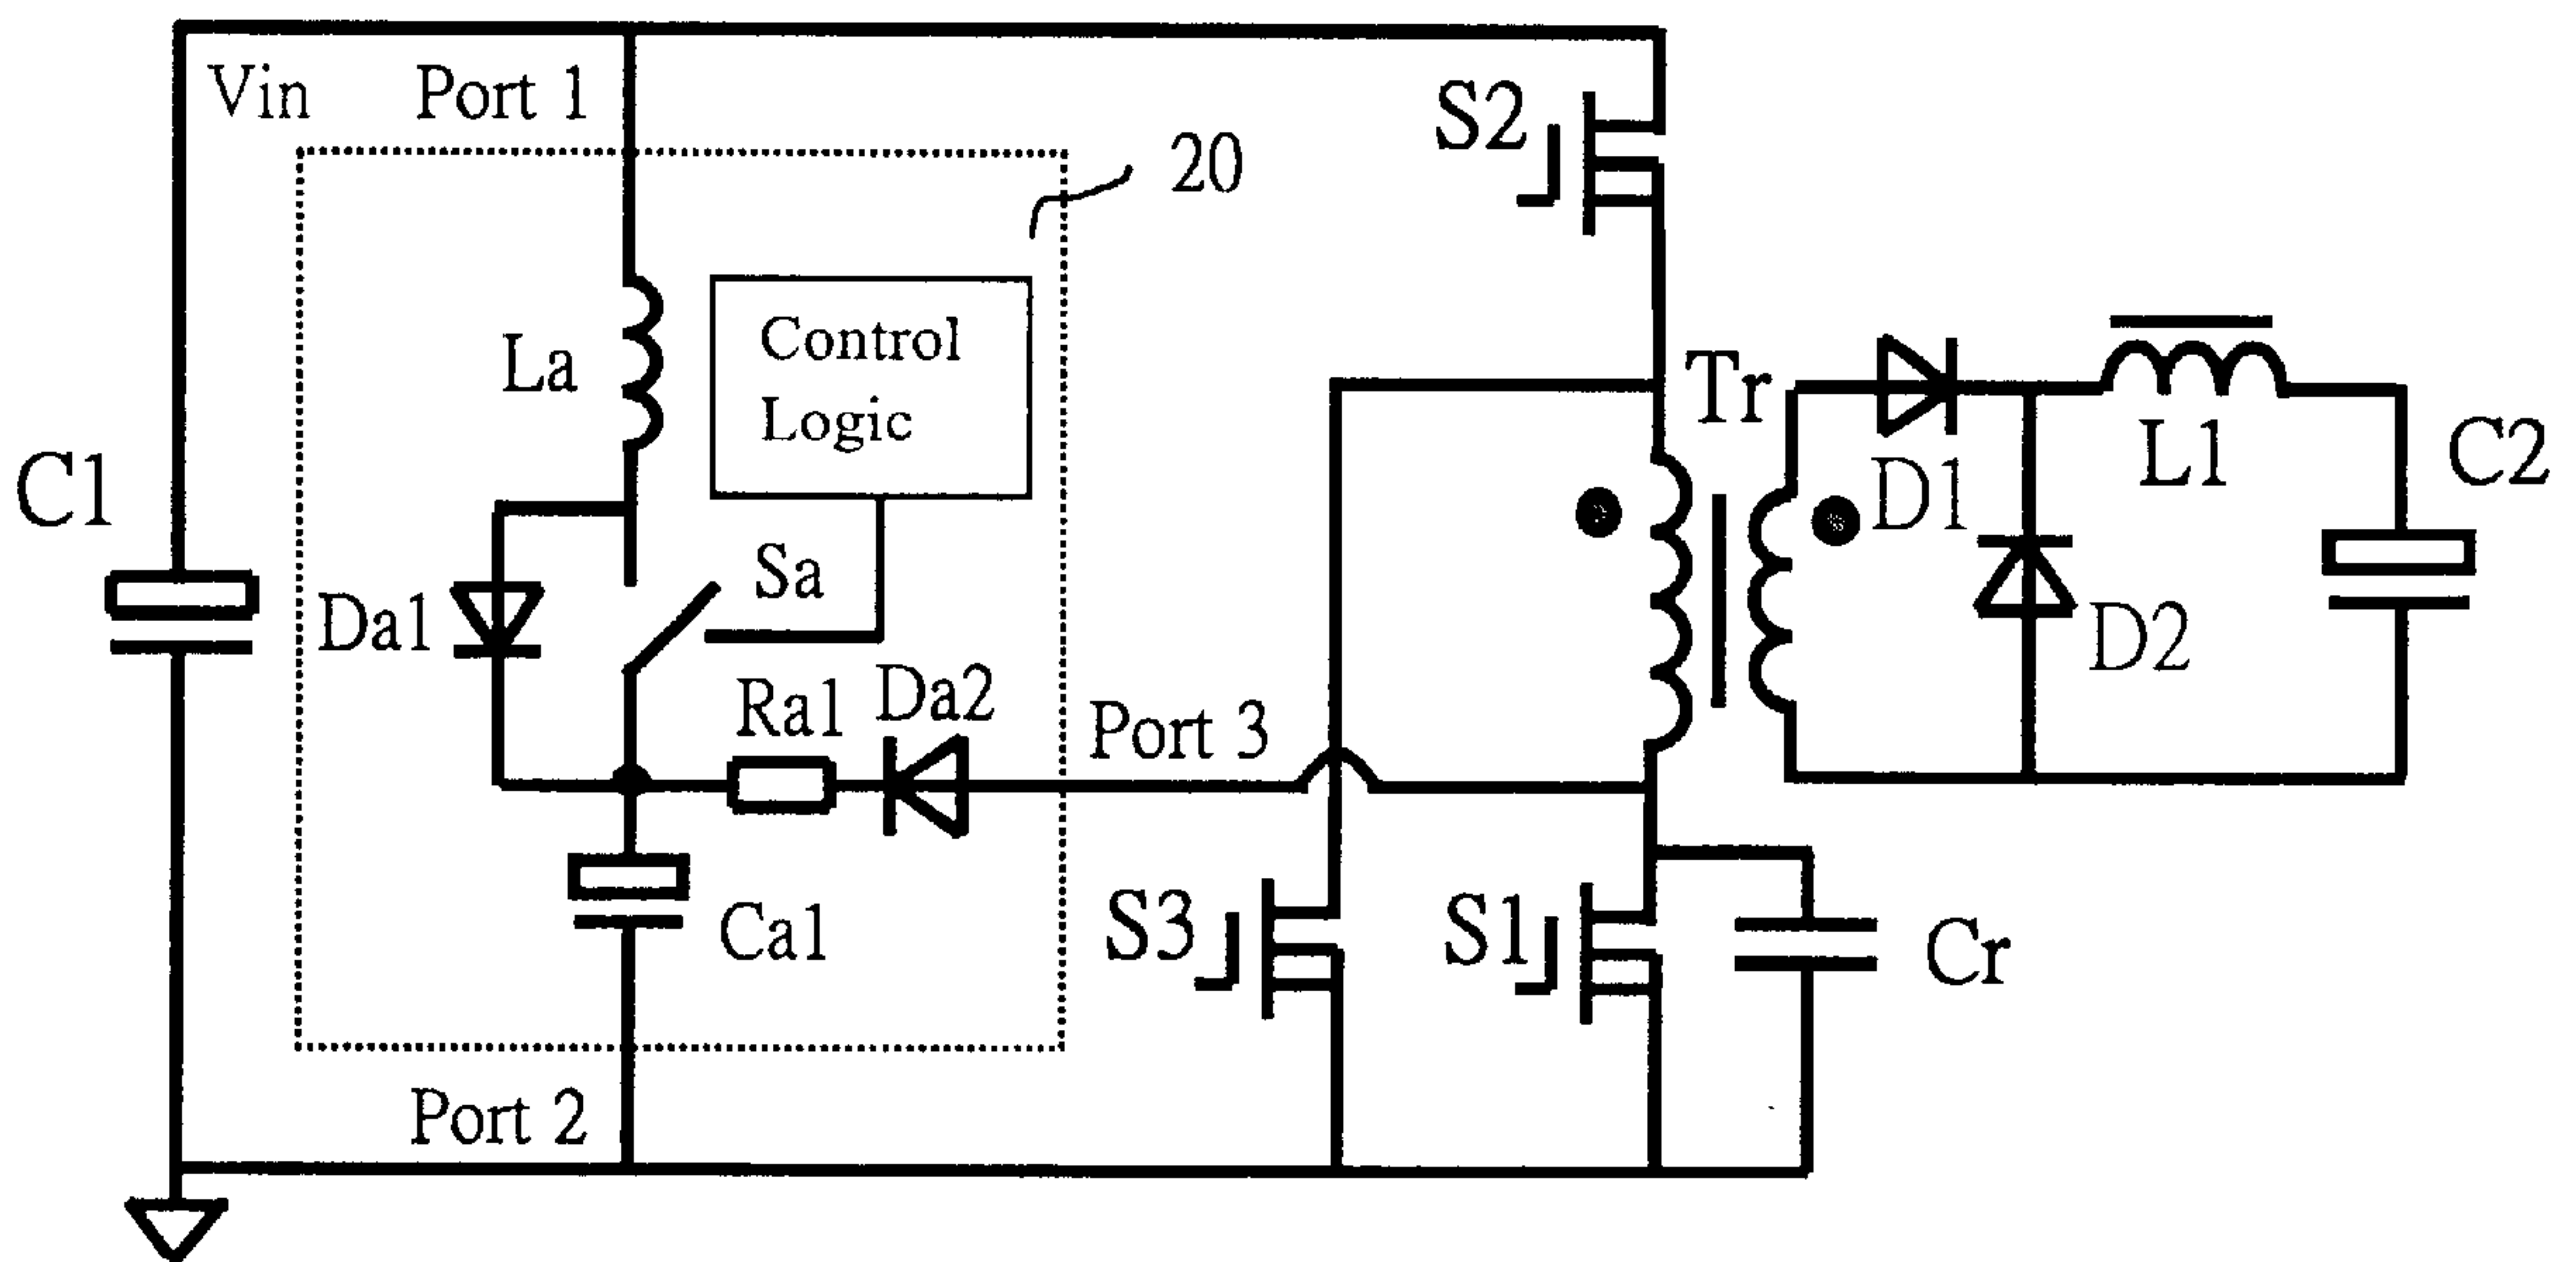 Vin
Port 1
S2
20
Control
Logic
La
Tr
C1
D1
L1
C2
Sa
Da1
D2
Ra1
Da2
Port 3
Ca1
S3
S1
Cr
Port 2